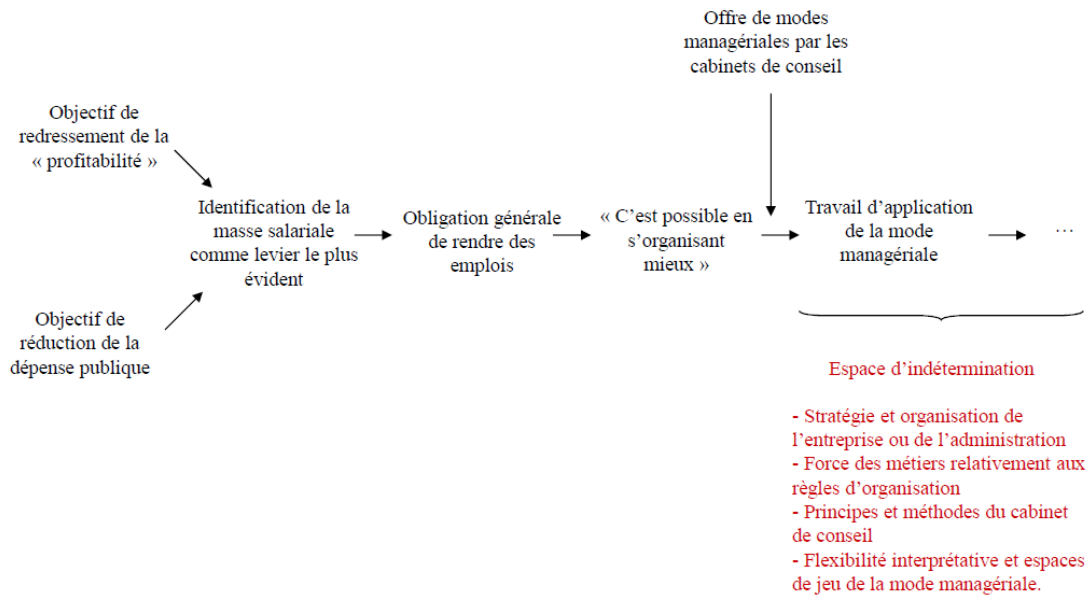 Offre de modes
managériales par les
cabinets de conseil
Objectif de
redressement de la
« profitabilité »
Identification de la
masse salariale
comme levier le plus
évident
Obligation générale
de rendre des
emplois
« C’est possible en
s’organisant
mieux »
Travail d’application
de la mode
managériale
...
Objectif de
réduction de la
dépense publique
Espace d’indétermination
- Stratégie et organisation de
l’entreprise ou de l’administration
- Force des métiers relativement aux
règles d’organisation
- Principes et méthodes du cabinet
de conseil
- Flexibilité interprétative et espaces
de jeu de la mode managériale.